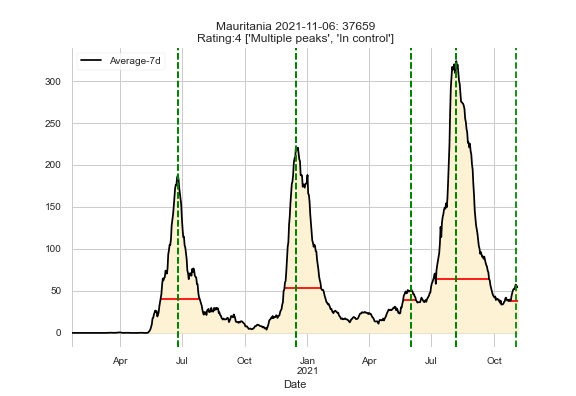 Mauritania 2021-11-06: 37659
Rating:4 ['Multiple peaks', 'In control']
Average-7d
300
250
200
150
100
50
0
Apr Jul Oct Jan Apr Jul Oct
2021
Date